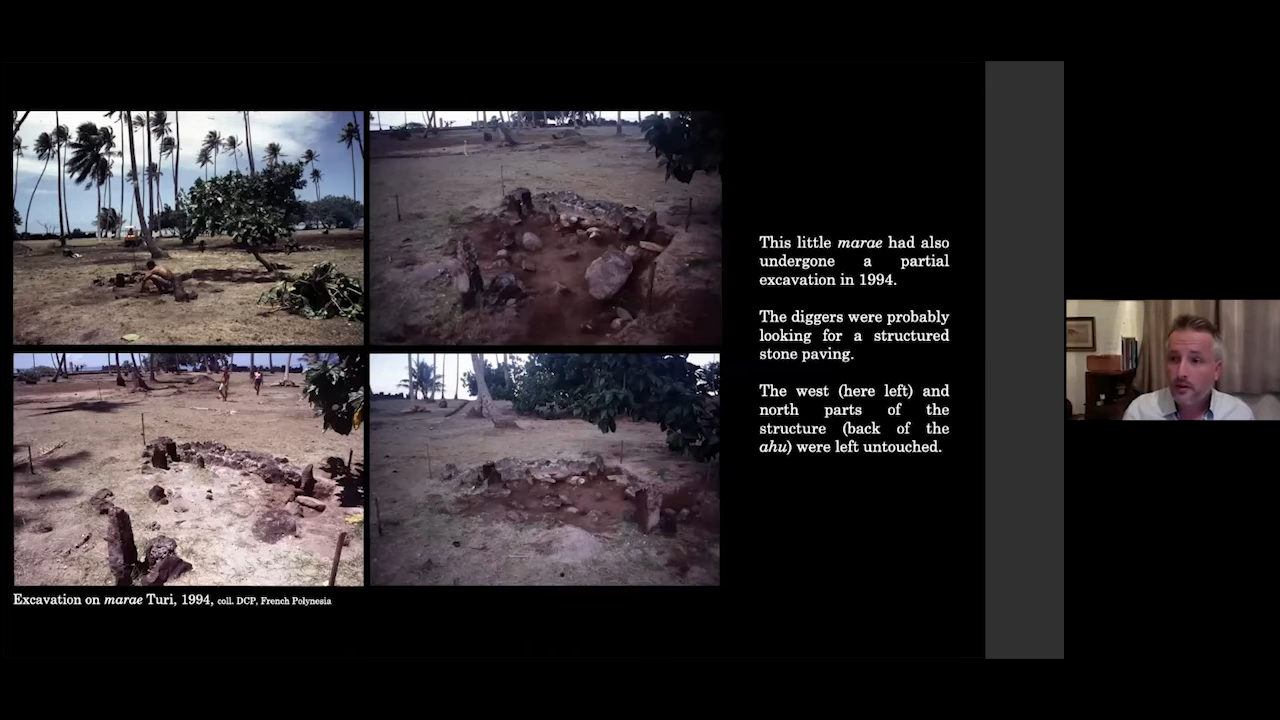 This little marae had also
undergone a partial
excavation in 1994.
The diggers were probably
looking for a structured
stone paving.
The west (here left) and
north parts of the
structure (back of the
ahu) were left untouched.
Excavation on marae Turi, 1994, coll. DCP, French Polynesia